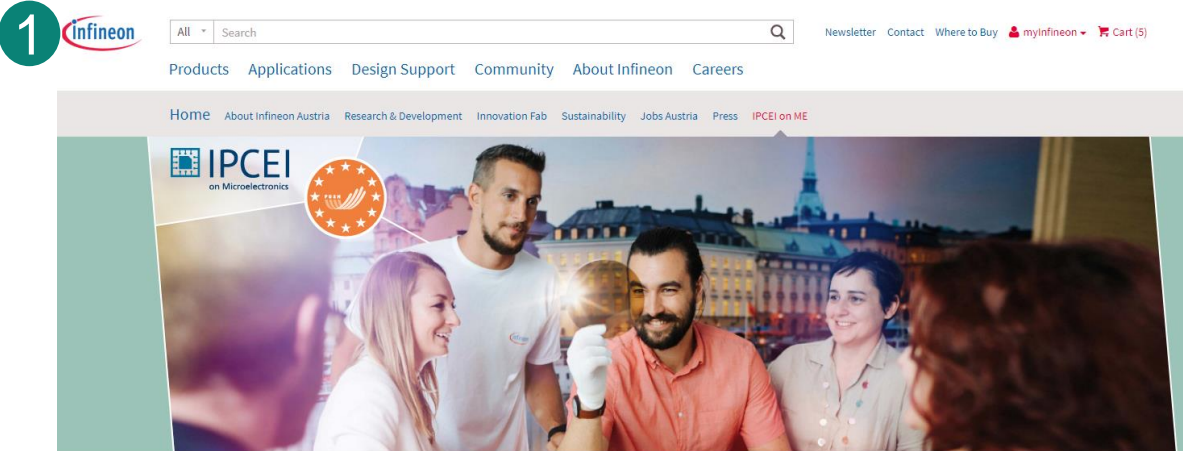 1
infineon
All Search
Newsletter Contact Where to Buy myInfineon Cart (5)
Products Applications Design Support Community About Infineon Careers
Home About Infineon Austria Research & Development Innovation Fab Sustainability Jobs Austria Press IPCEI on ME
IPCEI
on Microelectronics
infineon